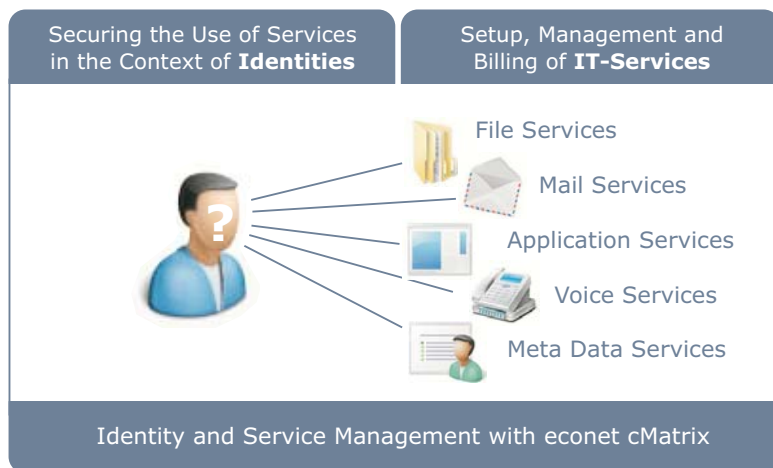 Securing the Use of Services
in the Context of Identities
Setup, Management and
Billing of IT-Services
?
File Services
Mail Services
Application Services
Voice Services
Meta Data Services
Identity and Service Management with econet cMatrix